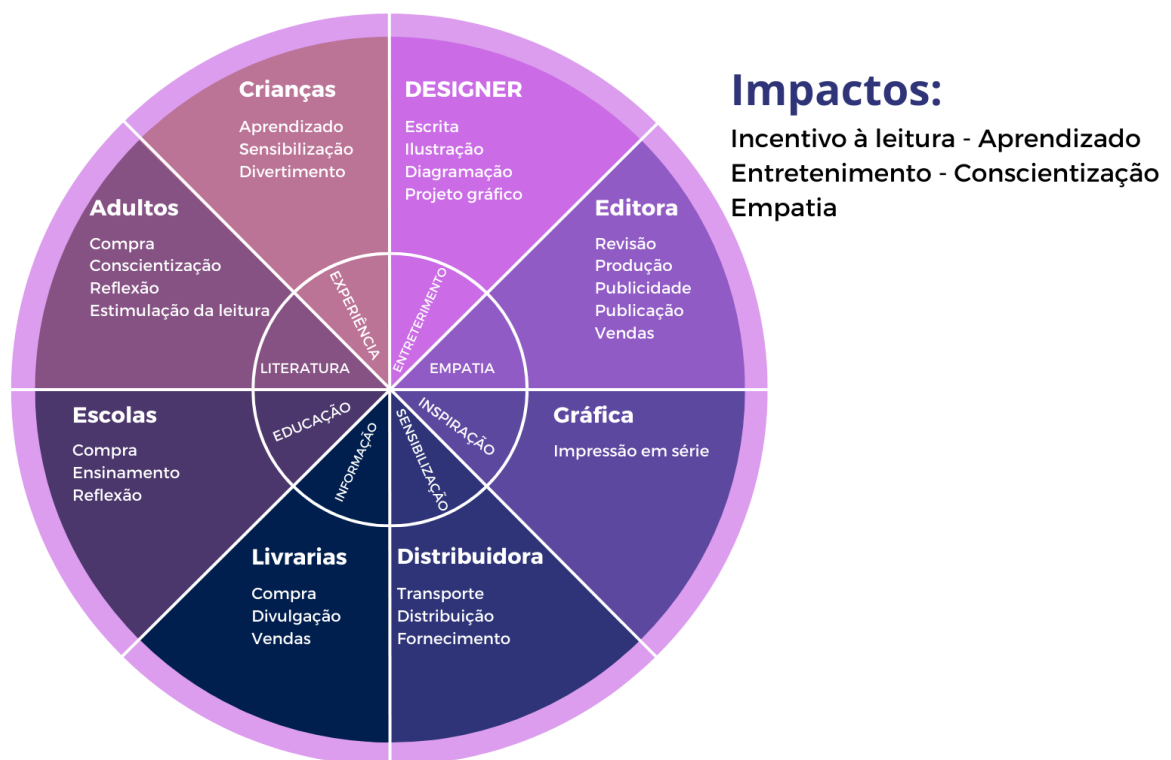 Crianças
Aprendizado
Sensibilização
Divertimento
DESIGNER
Escrita
Ilustração
Diagramação
Projeto gráfico
Impactos:
Incentivo à leitura - Aprendizado
Entretenimento - Conscientização
Empatia
Adultos
Compra
Conscientização
Reflexão
Estimulação da leitura
Editora
Revisão
Produção
Publicidade
Publicação
Vendas
EXPERIÊNCIA
ENTRETERIMENTO
LITERATURA
EMPATIA
EDUCAÇÃO
INFORMAÇÃO
SENSIBILIZAÇÃO
INSPIRAÇÃO
Escolas
Compra
Ensinamento
Reflexão
Gráfica
Impressão em série
Livrarias
Compra
Divulgação
Vendas
Distribuidora
Transporte
Distribuição
Fornecimento